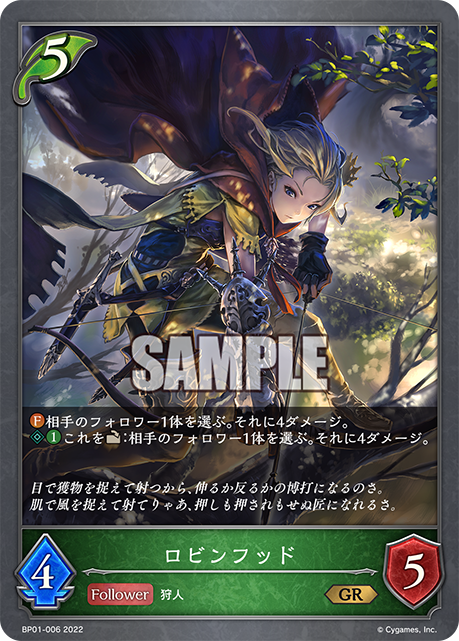 5
SAMPLE
F 相手のフォロワー1体を選ぶ。それに4ダメージ。
1 これを:相手のフォロワー1体を選ぶ。それに4ダメージ。
目で獲物を捉えて射つから、伸るか反るかの博打になるのさ。
肌で風を捉えて射てりゃあ、押しも押されもせぬ匠になれるさ。
ロビンフッド
4
Follower 狩人
GR
5
BP01-006 2022
© Cygames, Inc.